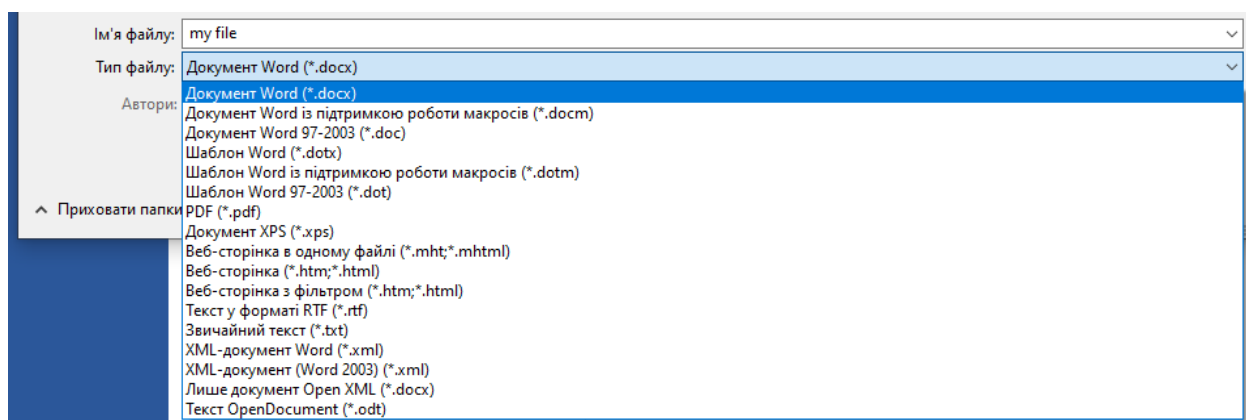 Ім'я файлу: my file
Тип файлу: Документ Word (*.docx)
Автори:
Документ Word (*.docx)
Документ Word із підтримкою роботи макросів (*.docm)
Документ Word 97-2003 (*.doc)
Шаблон Word (*.dotx)
Шаблон Word із підтримкою роботи макросів (*.dotm)
Шаблон Word 97-2003 (*.dot)
Приховати папки
PDF (*.pdf)
Документ XPS (*.xps)
Веб-сторінка в одному файлі (*.mht;*.mhtml)
Веб-сторінка (*.htm;*.html)
Веб-сторінка з фільтром (*.htm;*.html)
Текст у форматі RTF (*.rtf)
Звичайний текст (*.txt)
XML-документ Word (*.xml)
XML-документ (Word 2003) (*.xml)
Лише документ Open XML (*.docx)
Текст OpenDocument (*.odt)